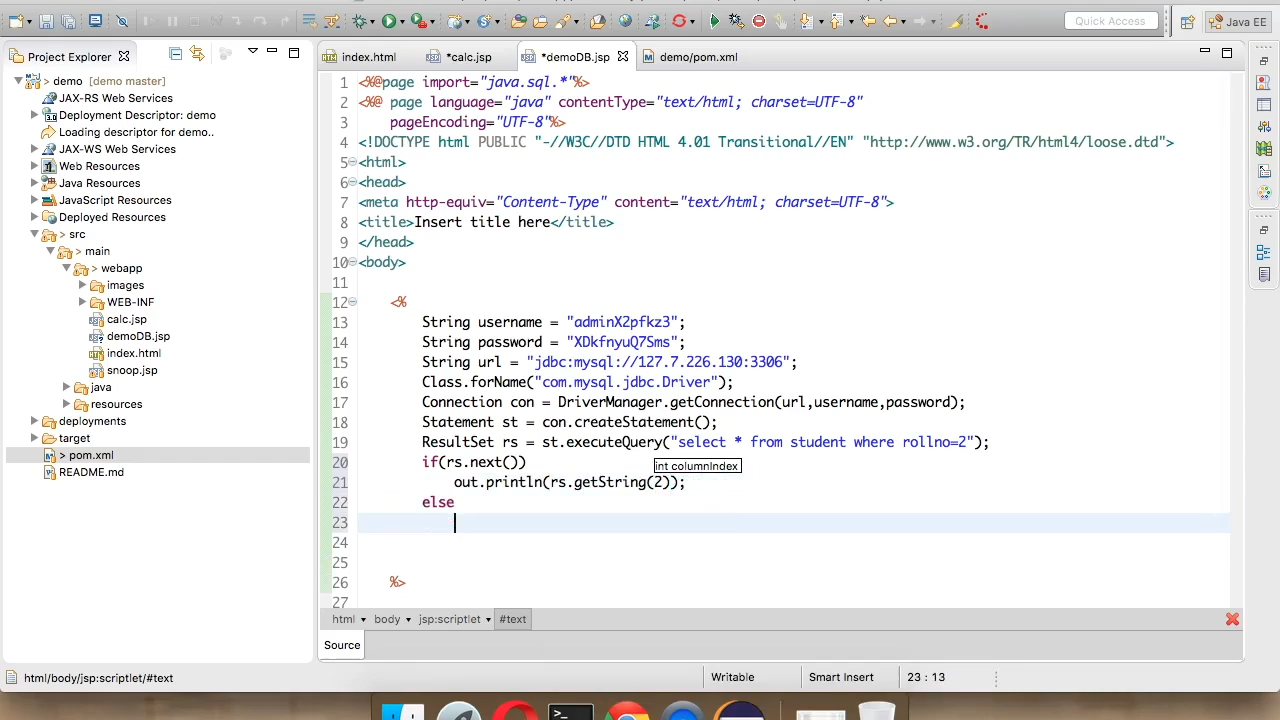 Quick Access
Java EE
Project Explorer
index.html
*calc.jsp
*demoDB.jsp
demo/pom.xml
> demo [demo master]
JAX-RS Web Services
Deployment Descriptor: demo
Loading descriptor for demo..
JAX-WS Web Services
Web Resources
Java Resources
JavaScript Resources
Deployed Resources
> src
> main
> webapp
images
WEB-INF
calc.jsp
demoDB.jsp
index.html
snoop.jsp
java
resources
deployments
target
> pom.xml
README.md
1 <%@page import="java.sql.*"%>
2 <%@ page language="java" contentType="text/html; charset=UTF-8"
3 pageEncoding="UTF-8"%>
4 <!DOCTYPE html PUBLIC "-//W3C//DTD HTML 4.01 Transitional//EN" "http://www.w3.org/TR/html4/loose.dtd">
5 <html>
6 <head>
7 <meta http-equiv="Content-Type" content="text/html; charset=UTF-8">
8 <title>Insert title here</title>
9 </head>
10 <body>
11
12 <%
13 String username = "adminX2pfkz3";
14 String password = "XDkfnyuQ7Sms";
15 String url = "jdbc:mysql://127.7.226.130:3306";
16 Class.forName("com.mysql.jdbc.Driver");
17 Connection con = DriverManager.getConnection(url,username,password);
18 Statement st = con.createStatement();
19 ResultSet rs = st.executeQuery("select * from student where rollno=2");
20 if(rs.next())
int columnIndex
21 out.println(rs.getString(2));
22 else
23
24
25
26 %>
27
html body jsp:scriptlet #text
Source
html/body/jsp:scriptlet/#text
Writable
Smart Insert
23 : 13